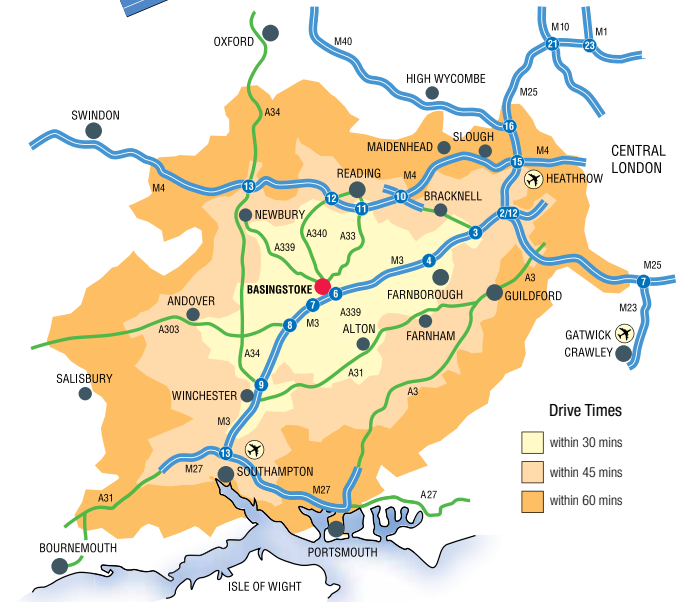 M10
M1
OXFORD
M40
21
23
HIGH WYCOMBE
M25
A34
SWINDON
16
SLOUGH
MAIDENHEAD
CENTRAL
LONDON
M4
15
READING
M4
HEATHROW
M4
13
12
10
BRACKNELL
11
2/12
NEWBURY
A340
A33
3
A339
M3
4
A3
M25
BASINGSTOKE
6
7
FARNBOROUGH
GUILDFORD
7
ANDOVER
A339
M23
A303
8
M3
ALTON
FARNHAM
GATWICK
CRAWLEY
A34
A31
SALISBURY
9
WINCHESTER
A3
M3
Drive Times
within 30 mins
13
M27
SOUTHAMPTON
within 45 mins
M27
A31
A27
within 60 mins
BOURNEMOUTH
PORTSMOUTH
ISLE OF WIGHT